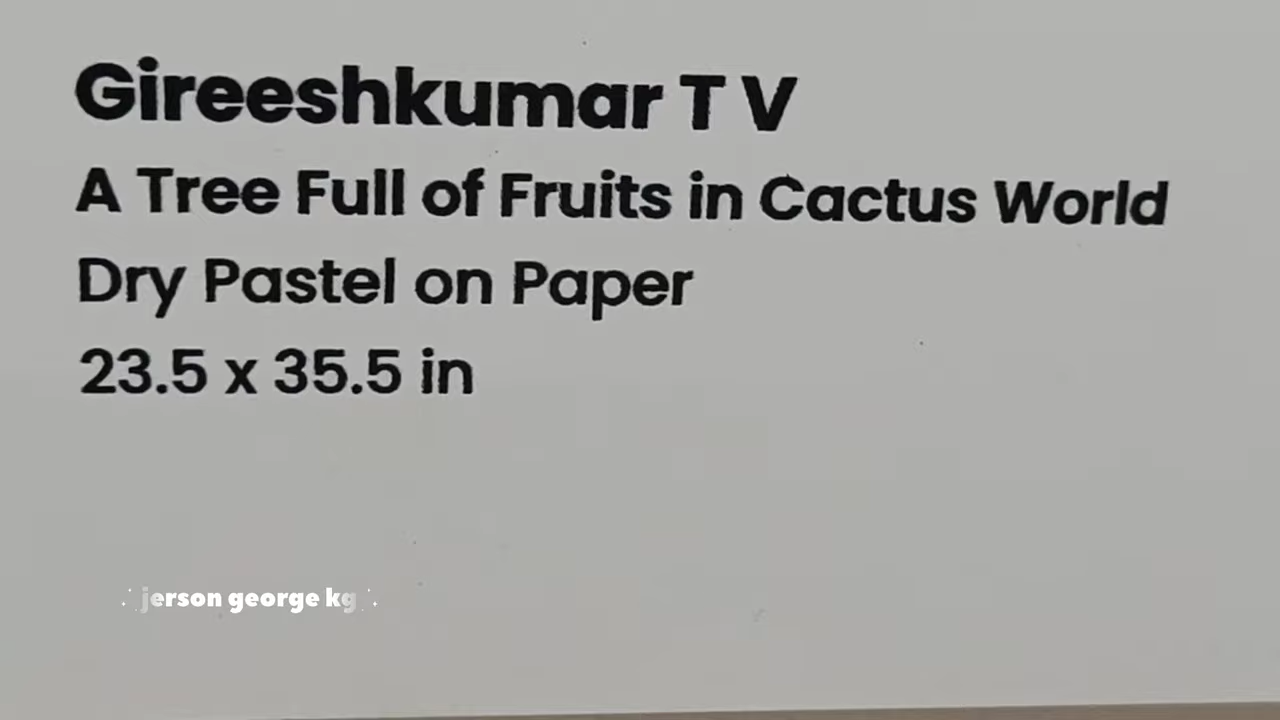 Gireeshkumar T V
A Tree Full of Fruits in Cactus World
Dry Pastel on Paper
23.5 x 35.5 in
jerson george kg